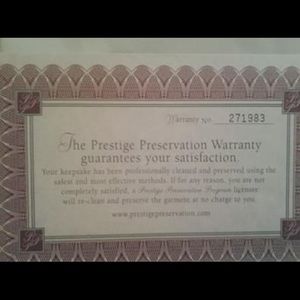 Warranty No 271983
The Prestige Preservation Warranty
guarantees your satisfaction.
Your keepsake has been professionally cleaned and preserved using the
safest and most effective methods. If for any reason, you are not
completely satisfied, a Prestige Preservation Program licensee
will re-clean and preserve the garment at no charge to you.
www.prestigepreservation.com